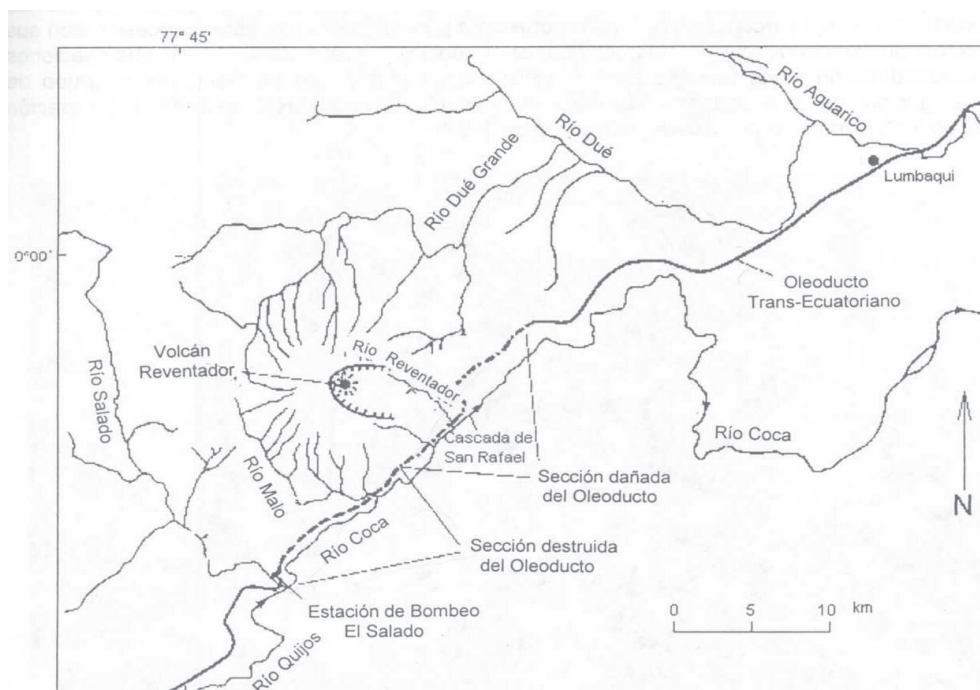 77° 45'
0°00'
Río Aguarico
Río Dué
Lumbaqui
Río Dué Grande
Oleoducto
Trans-Ecuatoriano
Volcán
Reventador
Río Reventador
Río Salado
Cascada de
San Rafael
Río Coca
Río Malo
Sección dañada
del Oleoducto
N
Río Coca
Sección destruida
del Oleoducto
Estación de Bombeo
El Salado
0 5 10 km
Río Quijos